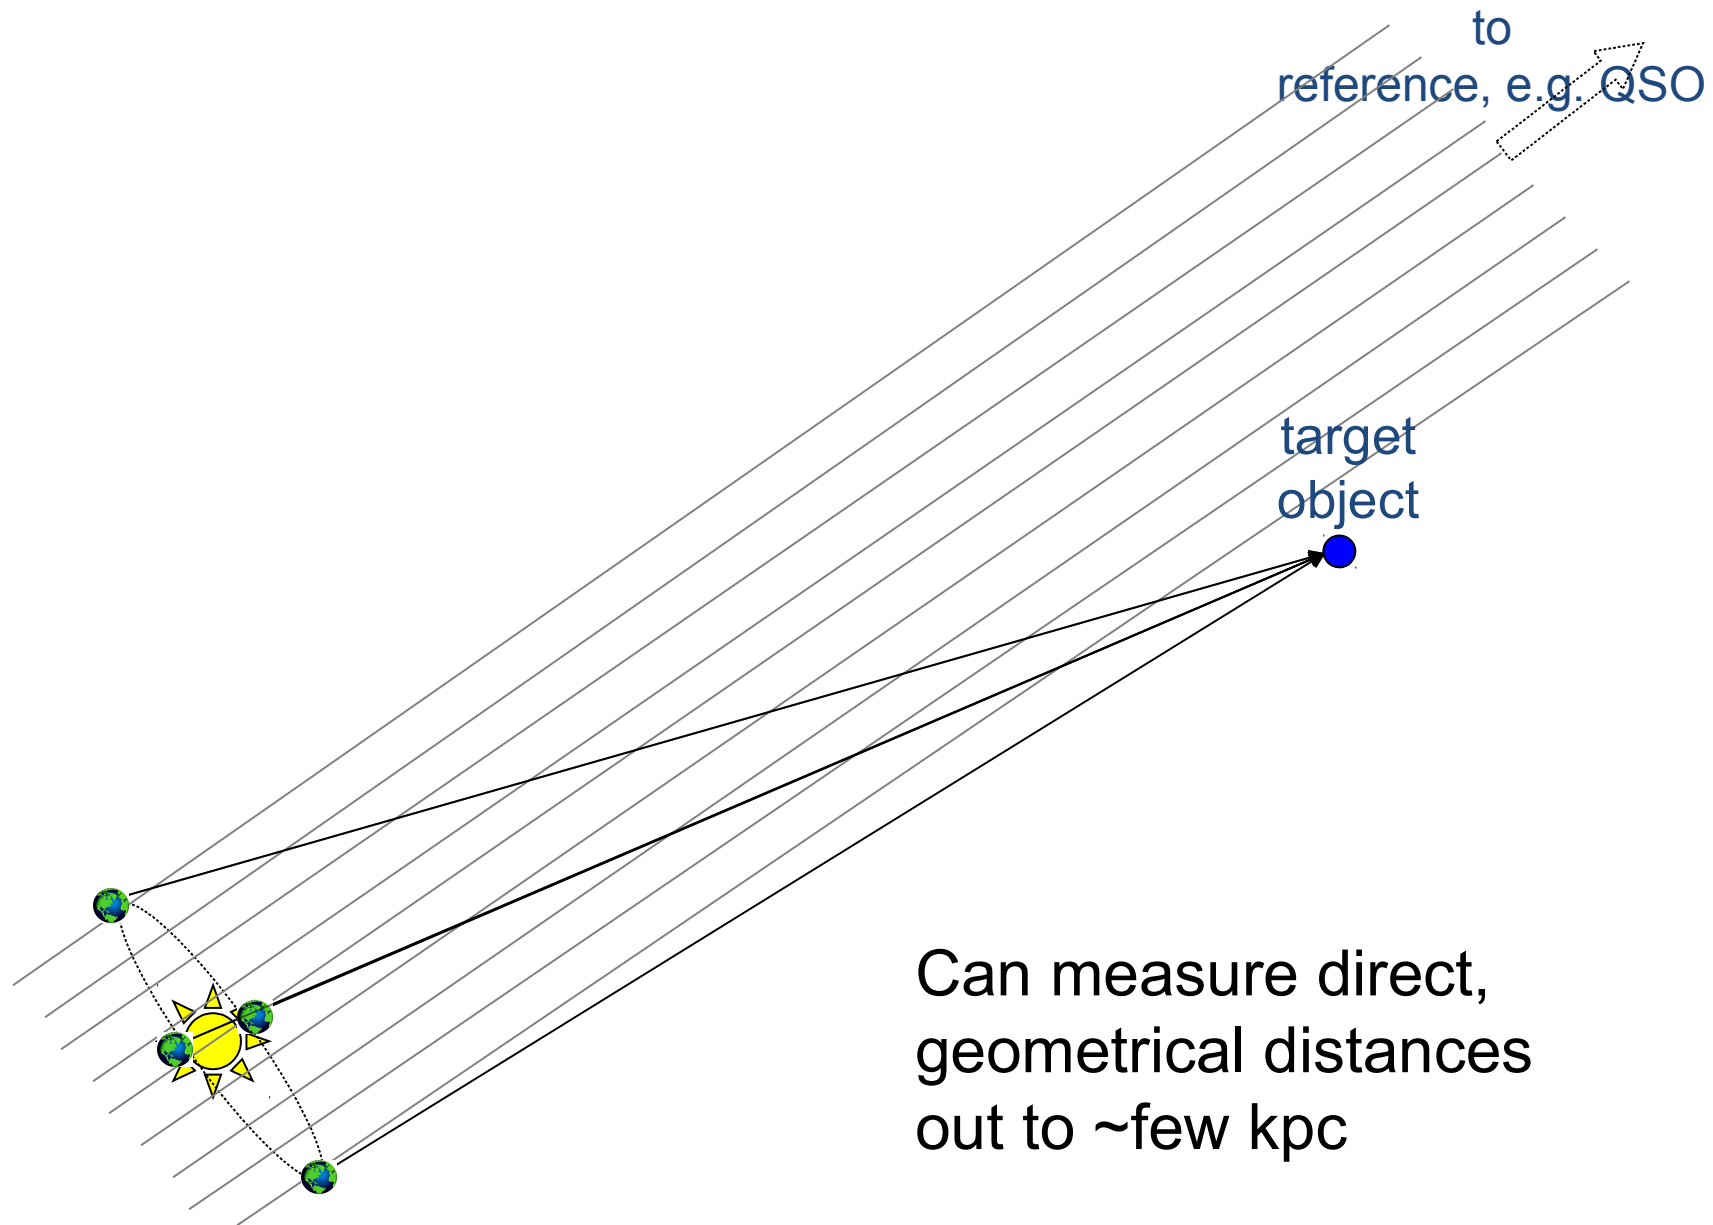 to
reference, e.g. QSO
target
object
Can measure direct,
geometrical distances
out to ~few kpc